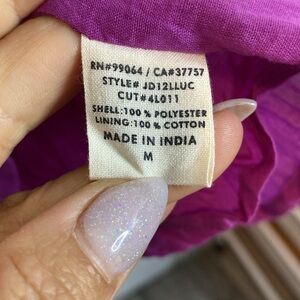 RN#99064 / CA#37757
STYLE# JD12LLUC
CUT#4L011
SHELL:100% POLYESTER
LINING:100% COTTON
MADE IN INDIA
M